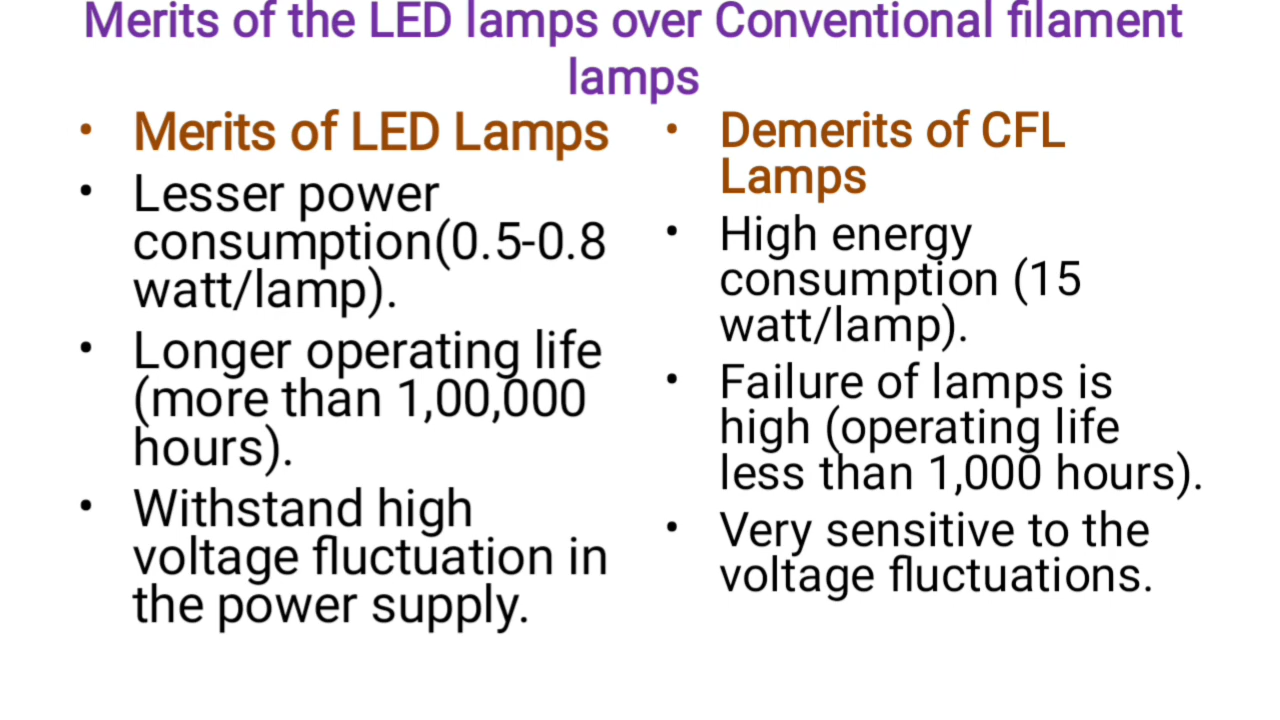 Merits of the LED lamps over Conventional filament
lamps
• Merits of LED Lamps
• Lesser power
consumption(0.5-0.8
watt/lamp).
• Longer operating life
(more than 1,00,000
hours).
• Withstand high
voltage fluctuation in
the power supply.
• Demerits of CFL
Lamps
• High energy
consumption (15
watt/lamp).
• Failure of lamps is
high (operating life
less than 1,000 hours).
• Very sensitive to the
voltage fluctuations.